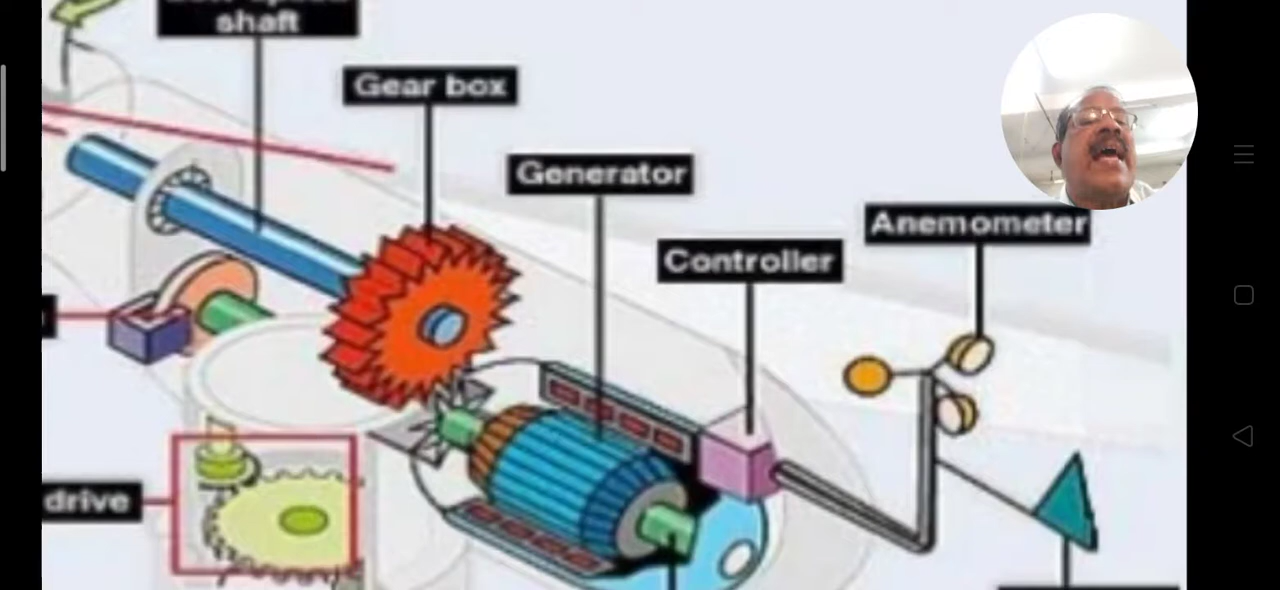 shaft
Gear box
Generator
Anemometer
Controller
drive